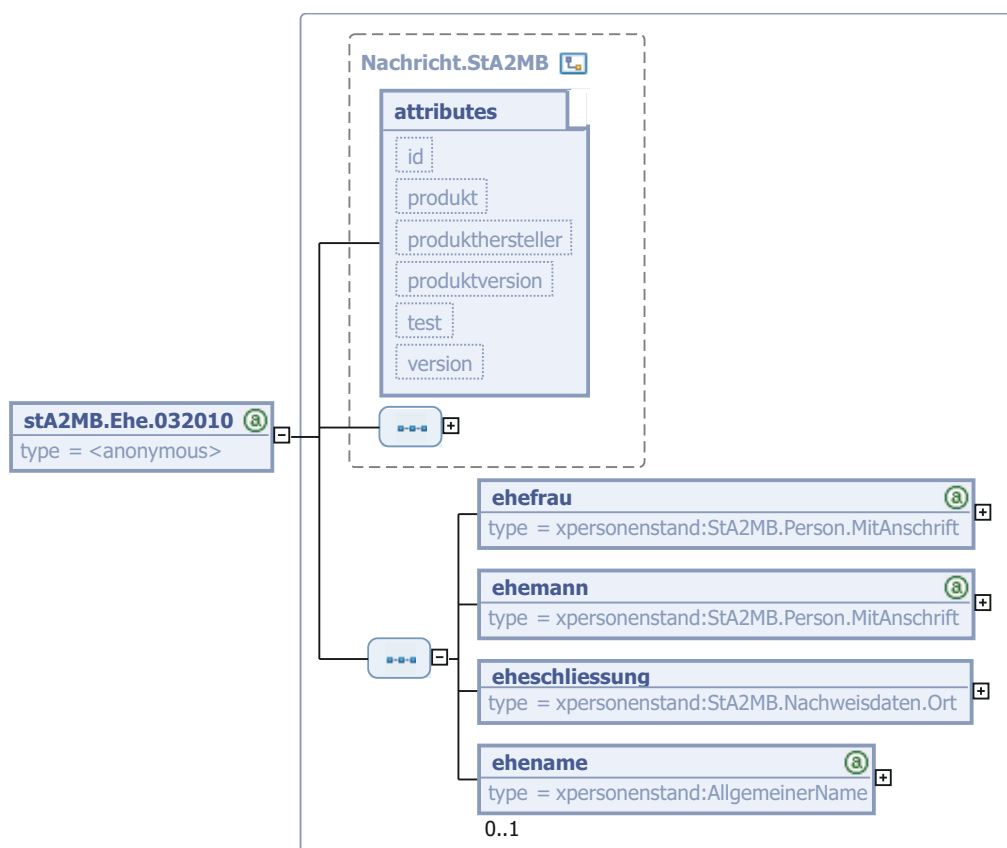 Nachricht.StA2MB
attributes
id
produkt
produkthersteller
produktversion
test
version
stA2MB.Ehe.032010 a
type = <anonymous>
ehefrau a
type = xpersonenstand:StA2MB.Person.MitAnschrift
ehemann a
type = xpersonenstand:StA2MB.Person.MitAnschrift
eheschliessung
type = xpersonenstand:StA2MB.Nachweisdaten.Ort
ehename a
type = xpersonenstand:AllgemeinerName
0..1